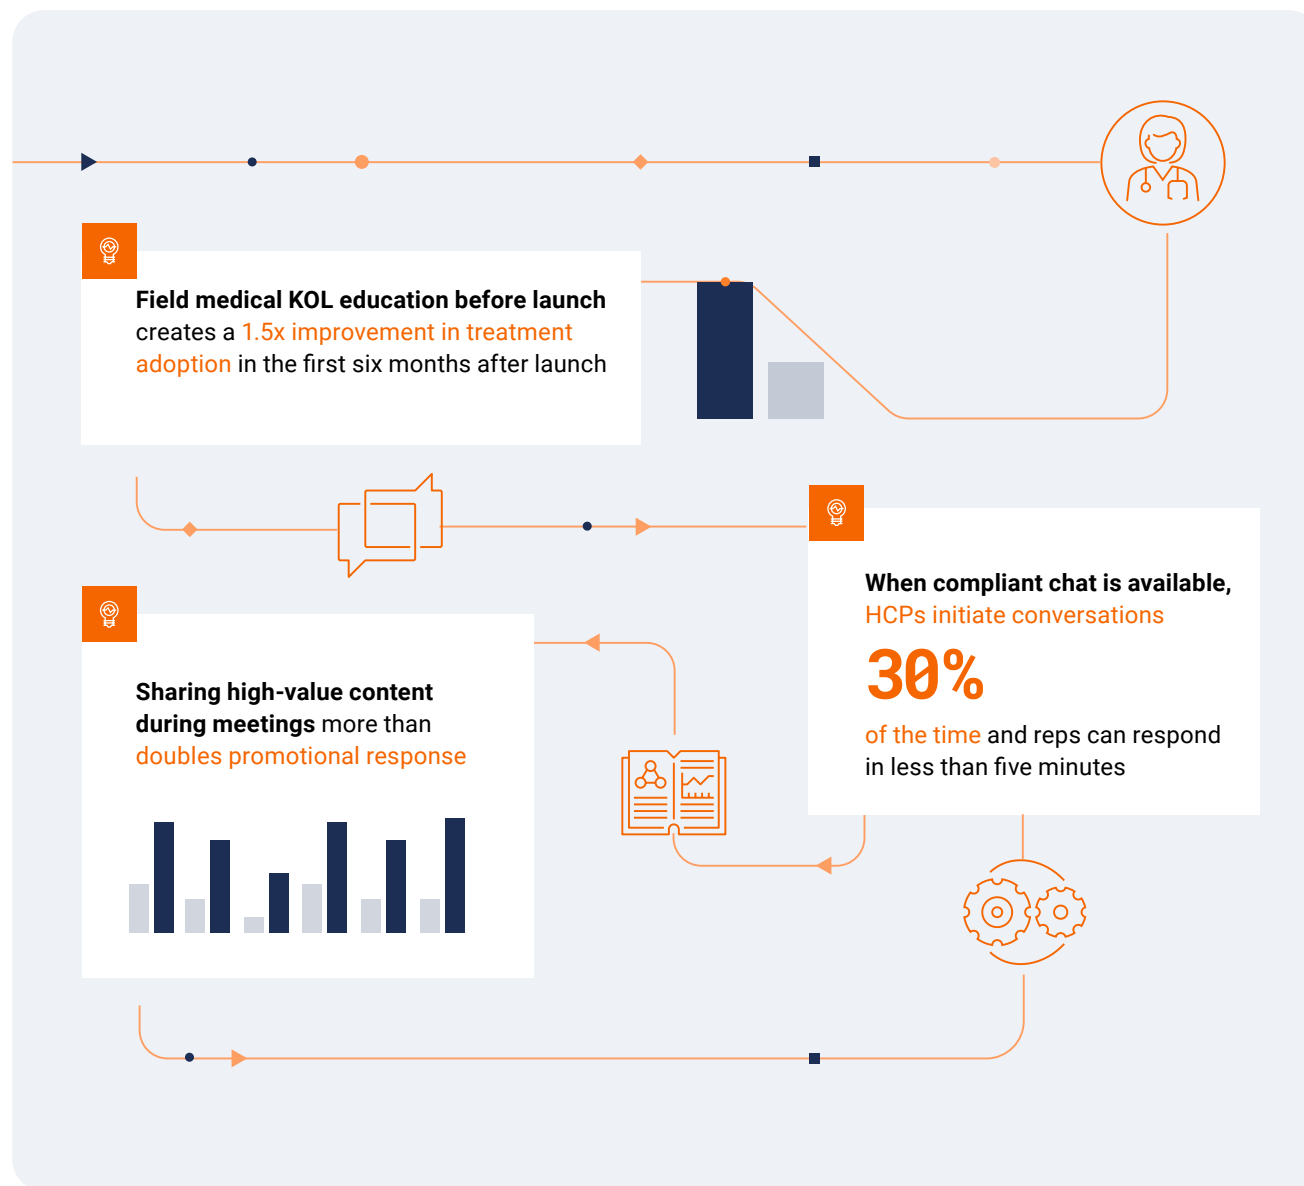 Field medical KOL education before launch
creates a 1.5x improvement in treatment
adoption in the first six months after launch
When compliant chat is available,
HCPs initiate conversations
30%
of the time and reps can respond
in less than five minutes
Sharing high-value content
during meetings more than
doubles promotional response